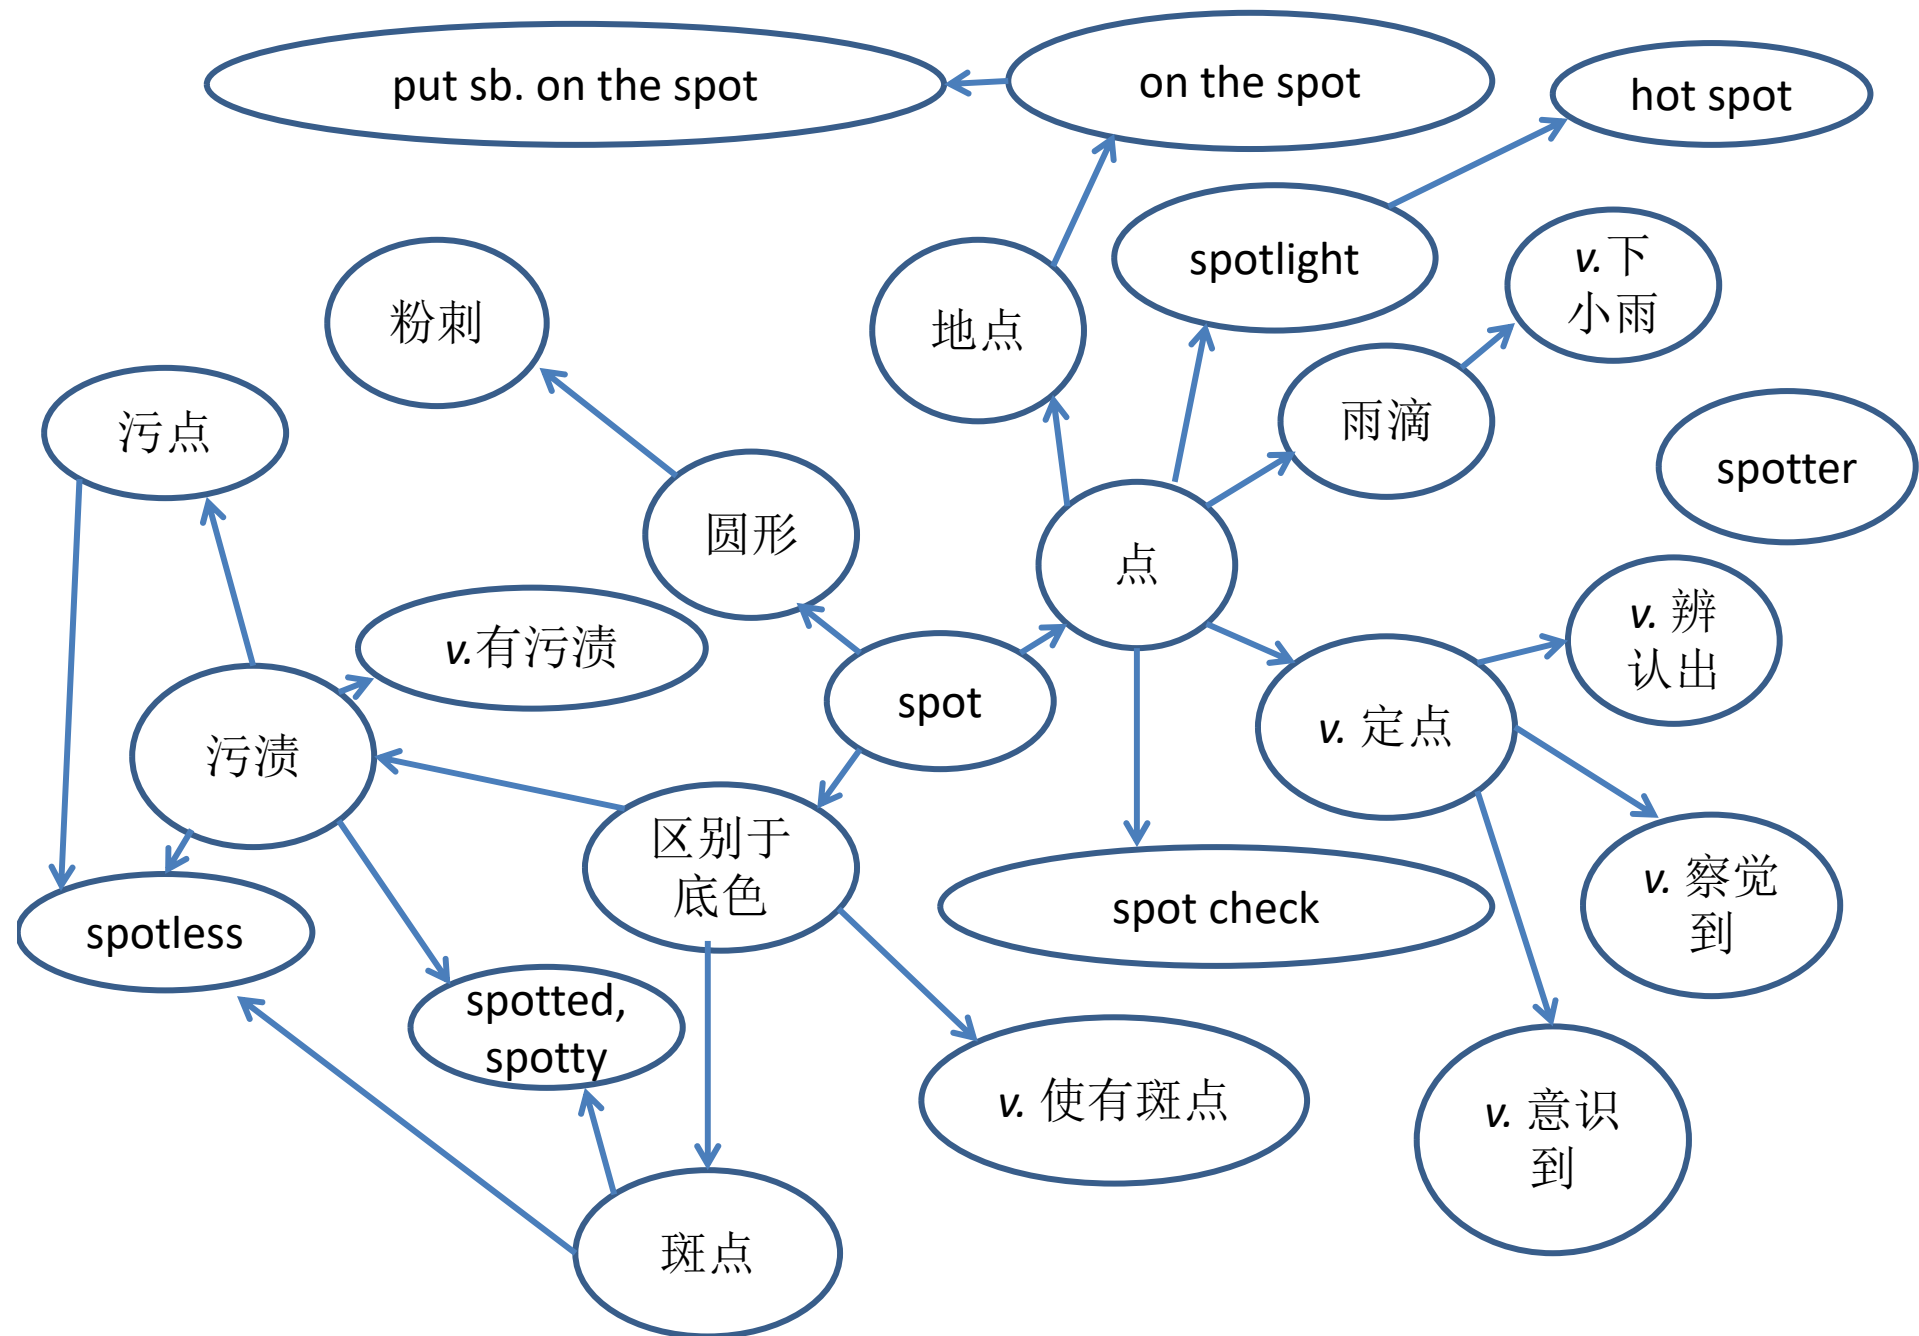 put sb. on the spot
on the spot
hot spot
spotlight
v.下
小雨
粉刺
地点
雨滴
污点
spotter
圆形
点
v. 辨
认出
v.有污渍
spot
v. 定点
污渍
区别于
底色
v. 察觉
到
spot check
spotless
spotted,
spotty
v. 使有斑点
v. 意识
到
斑点